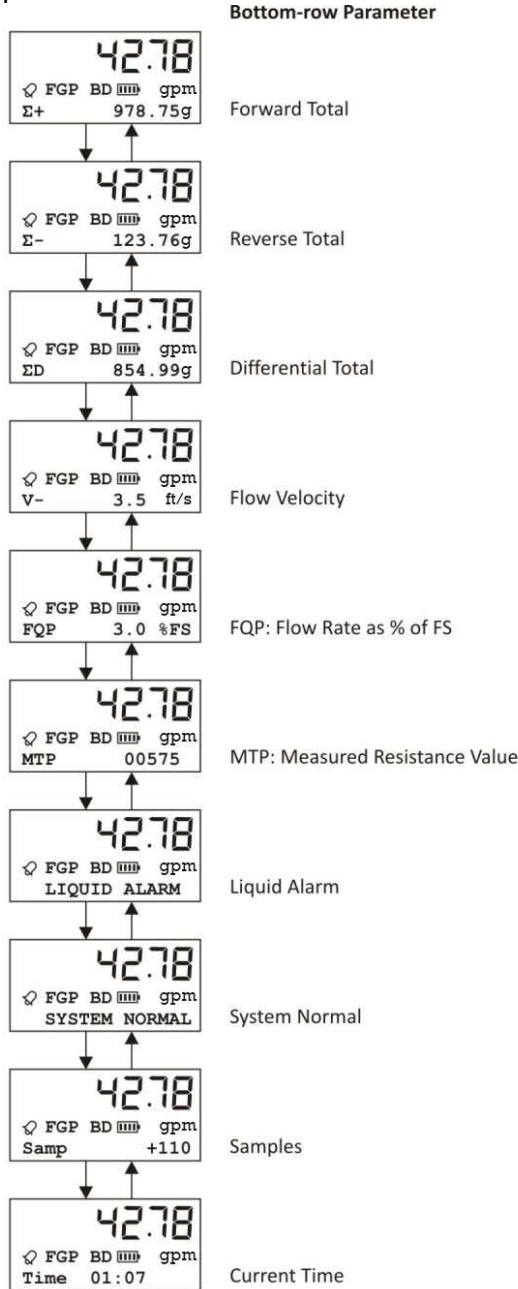 Bottom-row Parameter
42.78
FGP BD gpm
Σ+ 978.75g
Forward Total
42.78
FGP BD gpm
Σ- 123.76g
Reverse Total
42.78
FGP BD gpm
ΣD 854.99g
Differential Total
42.78
FGP BD gpm
V- 3.5 ft/s
Flow Velocity
42.78
FGP BD gpm
FQP 3.0 %FS
FQP: Flow Rate as % of FS
42.78
FGP BD gpm
MTP 00575
MTP: Measured Resistance Value
42.78
FGP BD gpm
LIQUID ALARM
Liquid Alarm
42.78
FGP BD gpm
SYSTEM NORMAL
System Normal
42.78
FGP BD gpm
Samp +110
Samples
42.78
FGP BD gpm
Time 01:07
Current Time